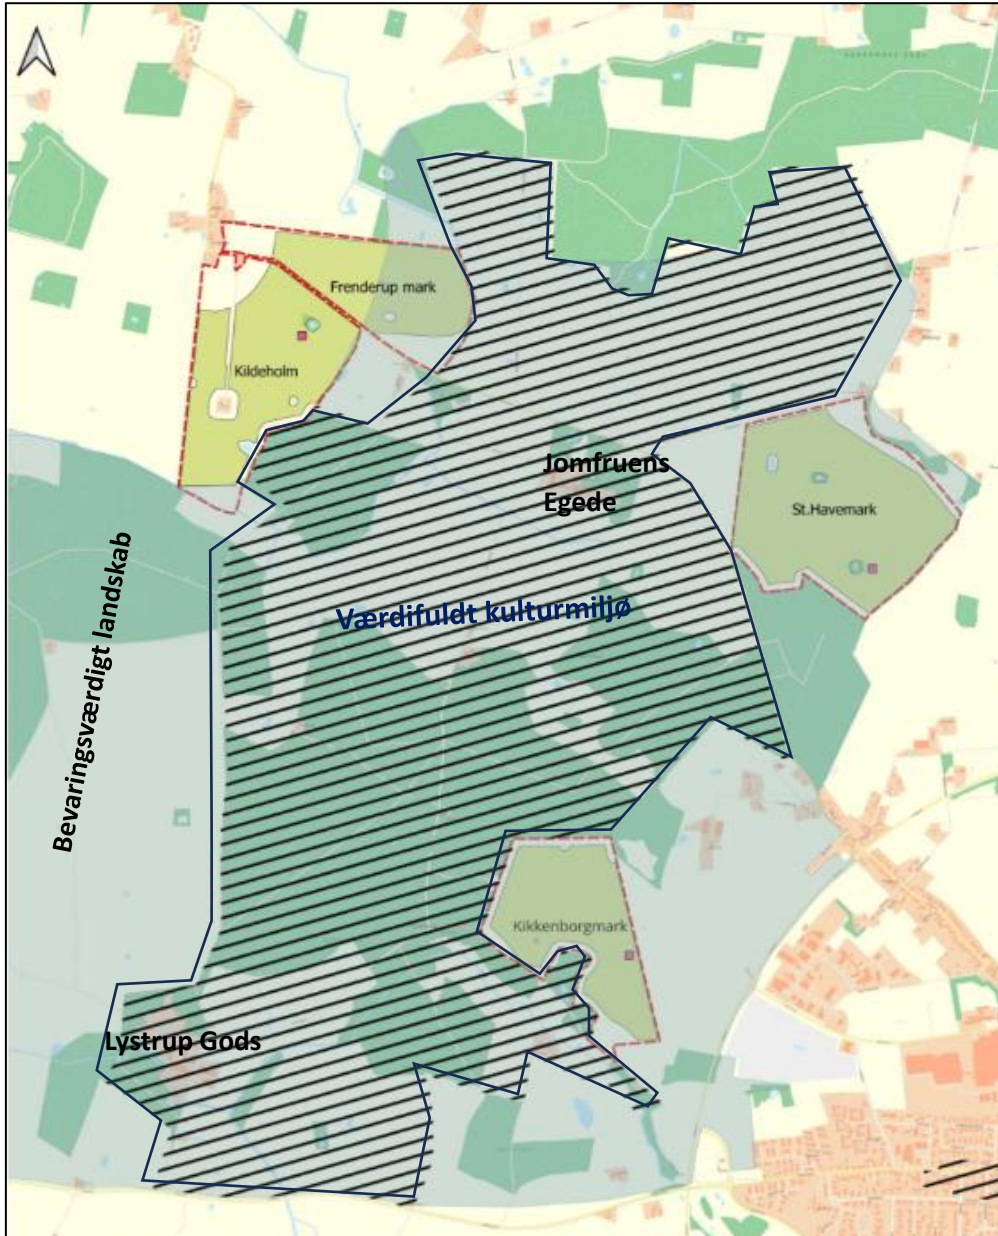 Frenderup mark
Kildeholm
Jomfruens
Egede
St.Havemark
Værdifuldt kulturmiljø
Bevaringsværdigt landskab
Kikkenborgmark
Lystrup Gods